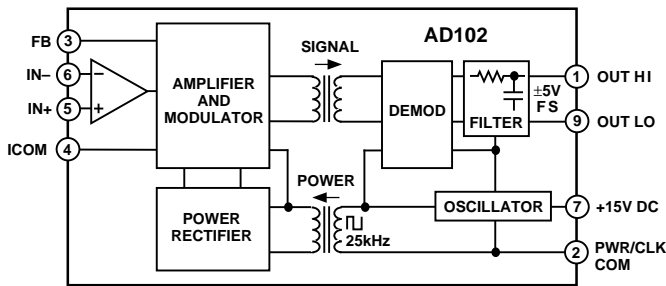 AD102
FB 3
IN– 6
IN+ 5
ICOM 4
–
+
AMPLIFIER
AND
MODULATOR
SIGNAL
DEMOD
±5V
F S
FILTER
1 OUT HI
9 OUT LO
POWER
RECTIFIER
POWER
25kHz
OSCILLATOR
7 +15V DC
2 PWR/CLK
COM